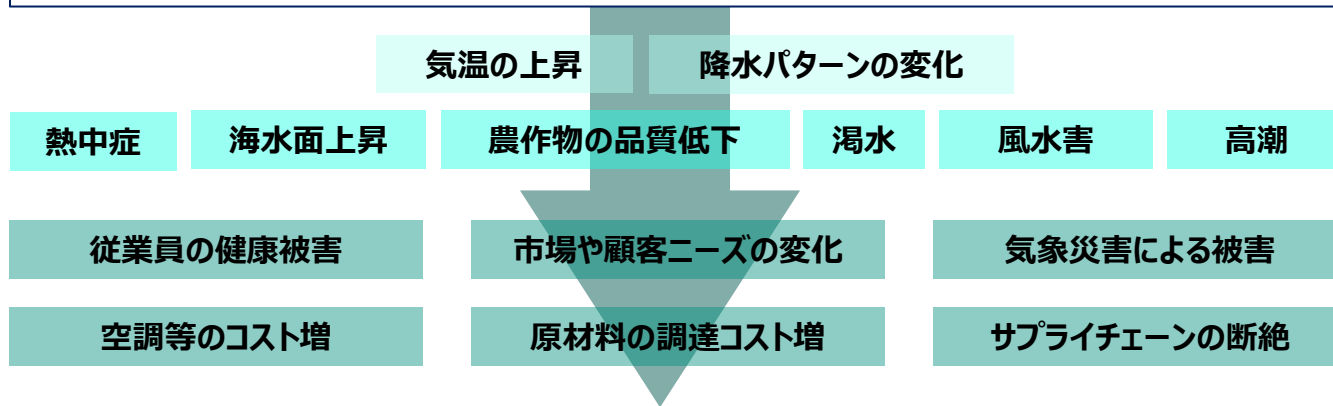 気温の上昇 降水パターンの変化
熱中症 海水面上昇 農作物の品質低下 渇水 風水害 高潮
従業員の健康被害 市場や顧客ニーズの変化 気象災害による被害
空調等のコスト増 原材料の調達コスト増 サプライチェーンの断絶